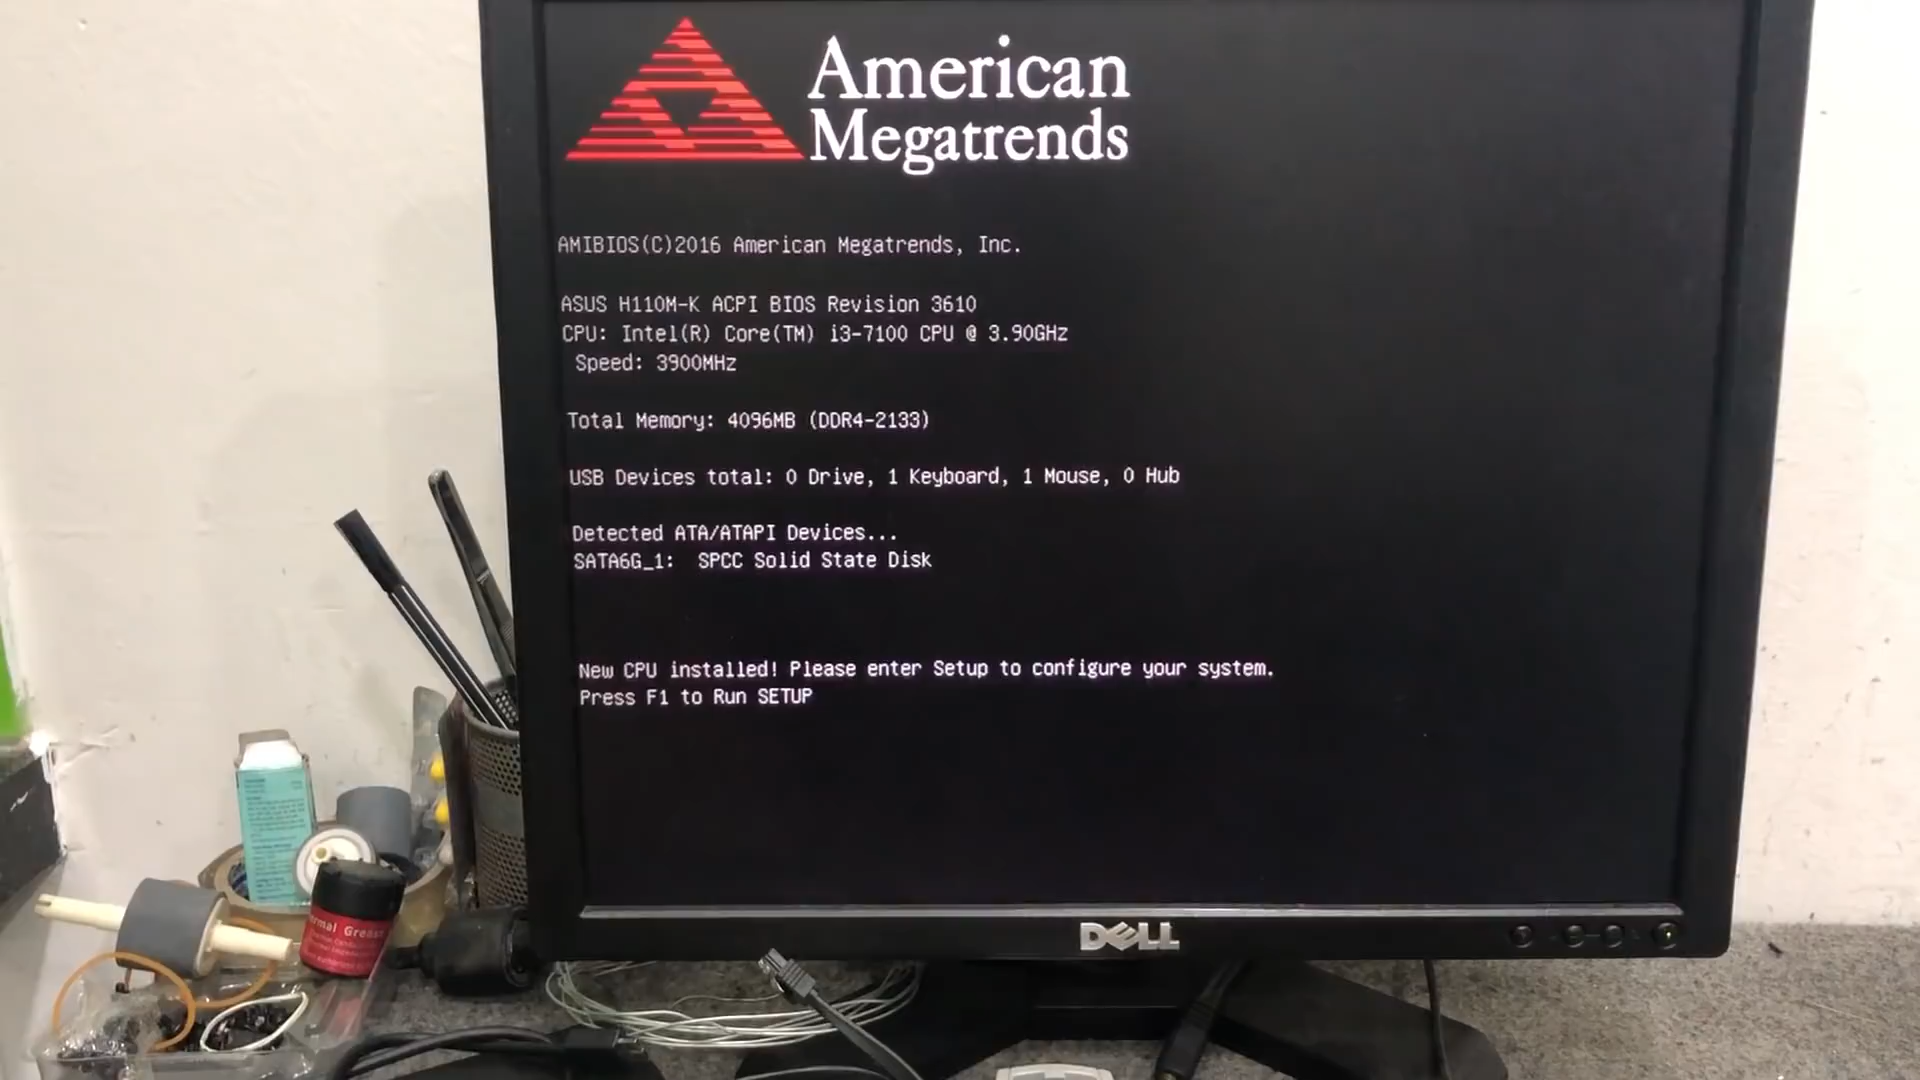 American
Megatrends
AMIBIOS(C)2016 American Megatrends, Inc.
ASUS H110M-K ACPI BIOS Revision 3610
CPU: Intel(R) Core(TM) i3-7100 CPU @ 3.90GHz
Speed: 3900MHz
Total Memory: 4096MB (DDR4-2133)
USB Devices total: 0 Drive, 1 Keyboard, 1 Mouse, 0 Hub
Detected ATA/ATAPI Devices...
SATA6G_1: SPCC Solid State Disk
New CPU installed! Please enter Setup to configure your system.
Press F1 to Run SETUP
DELL
Grease